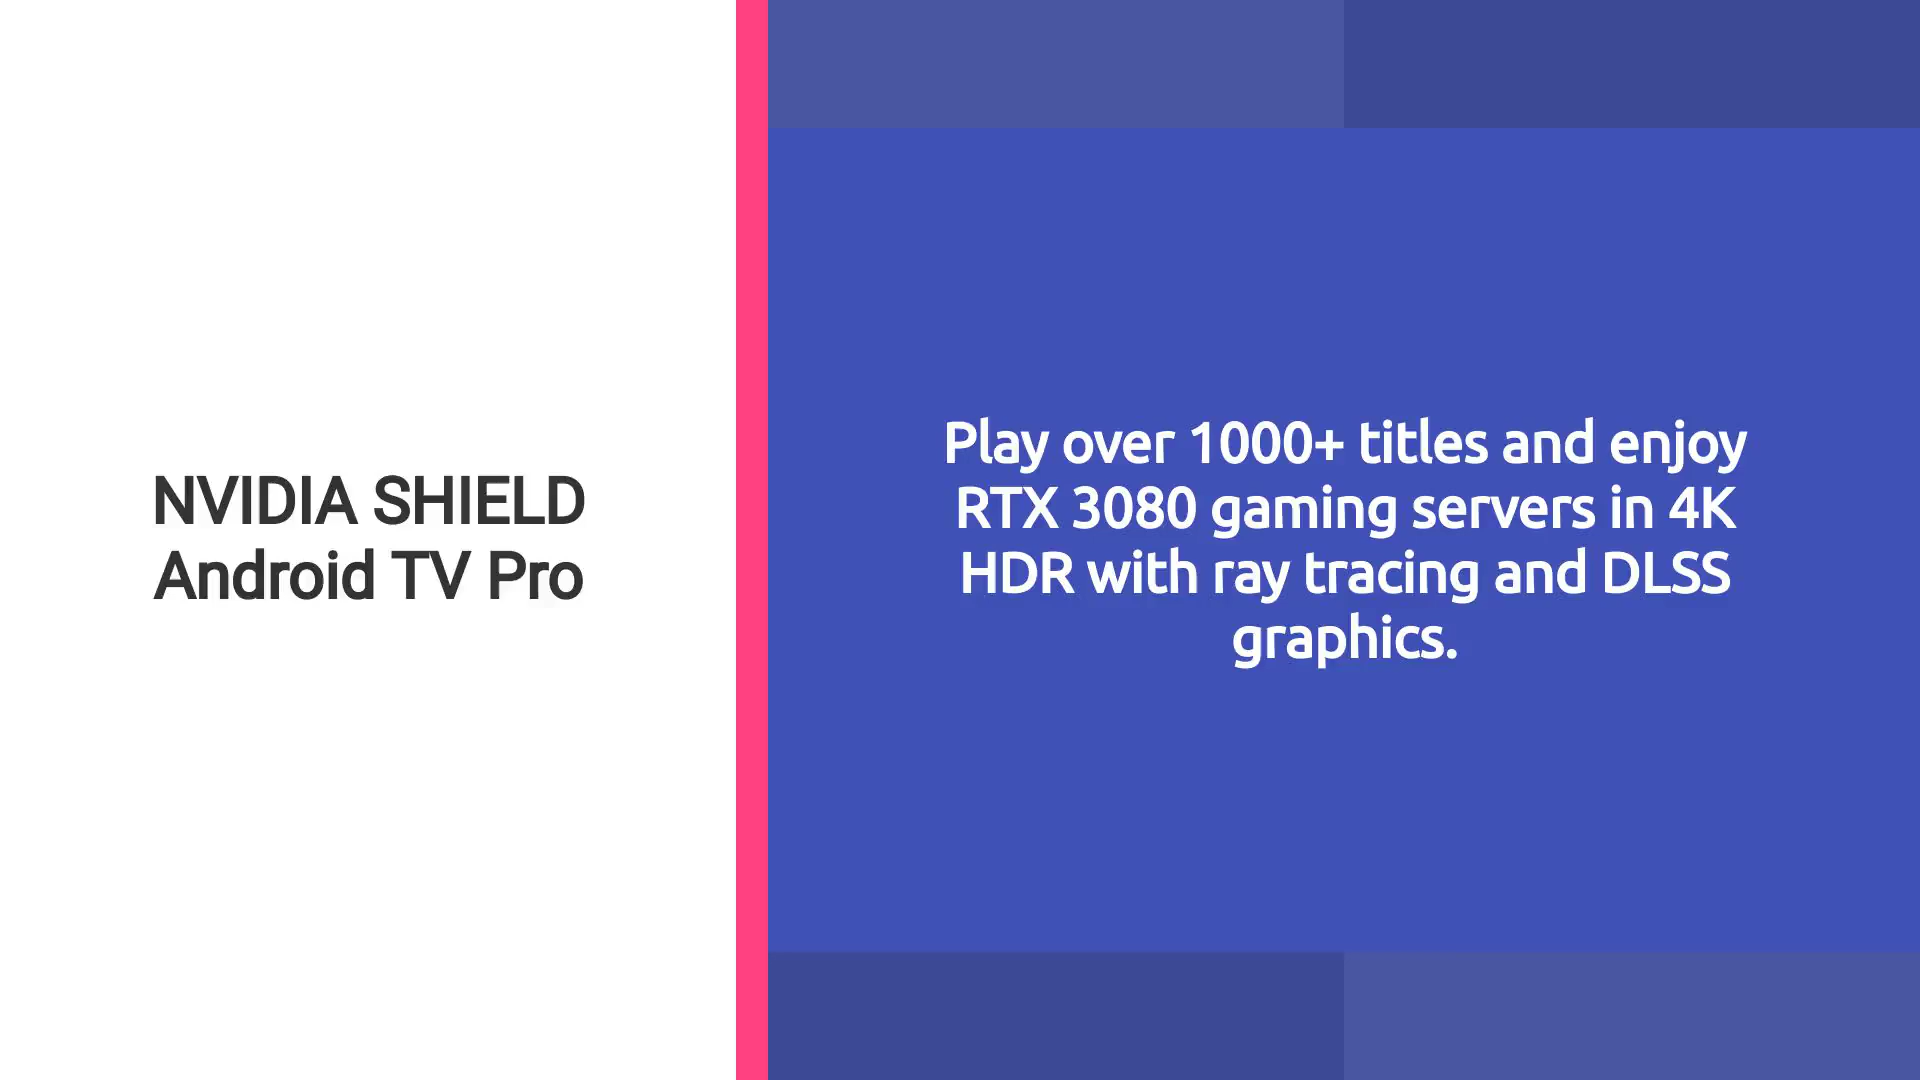 NVIDIA SHIELD
Android TV Pro
Play over 1000+ titles and enjoy
RTX 3080 gaming servers in 4K
HDR with ray tracing and DLSS
graphics.